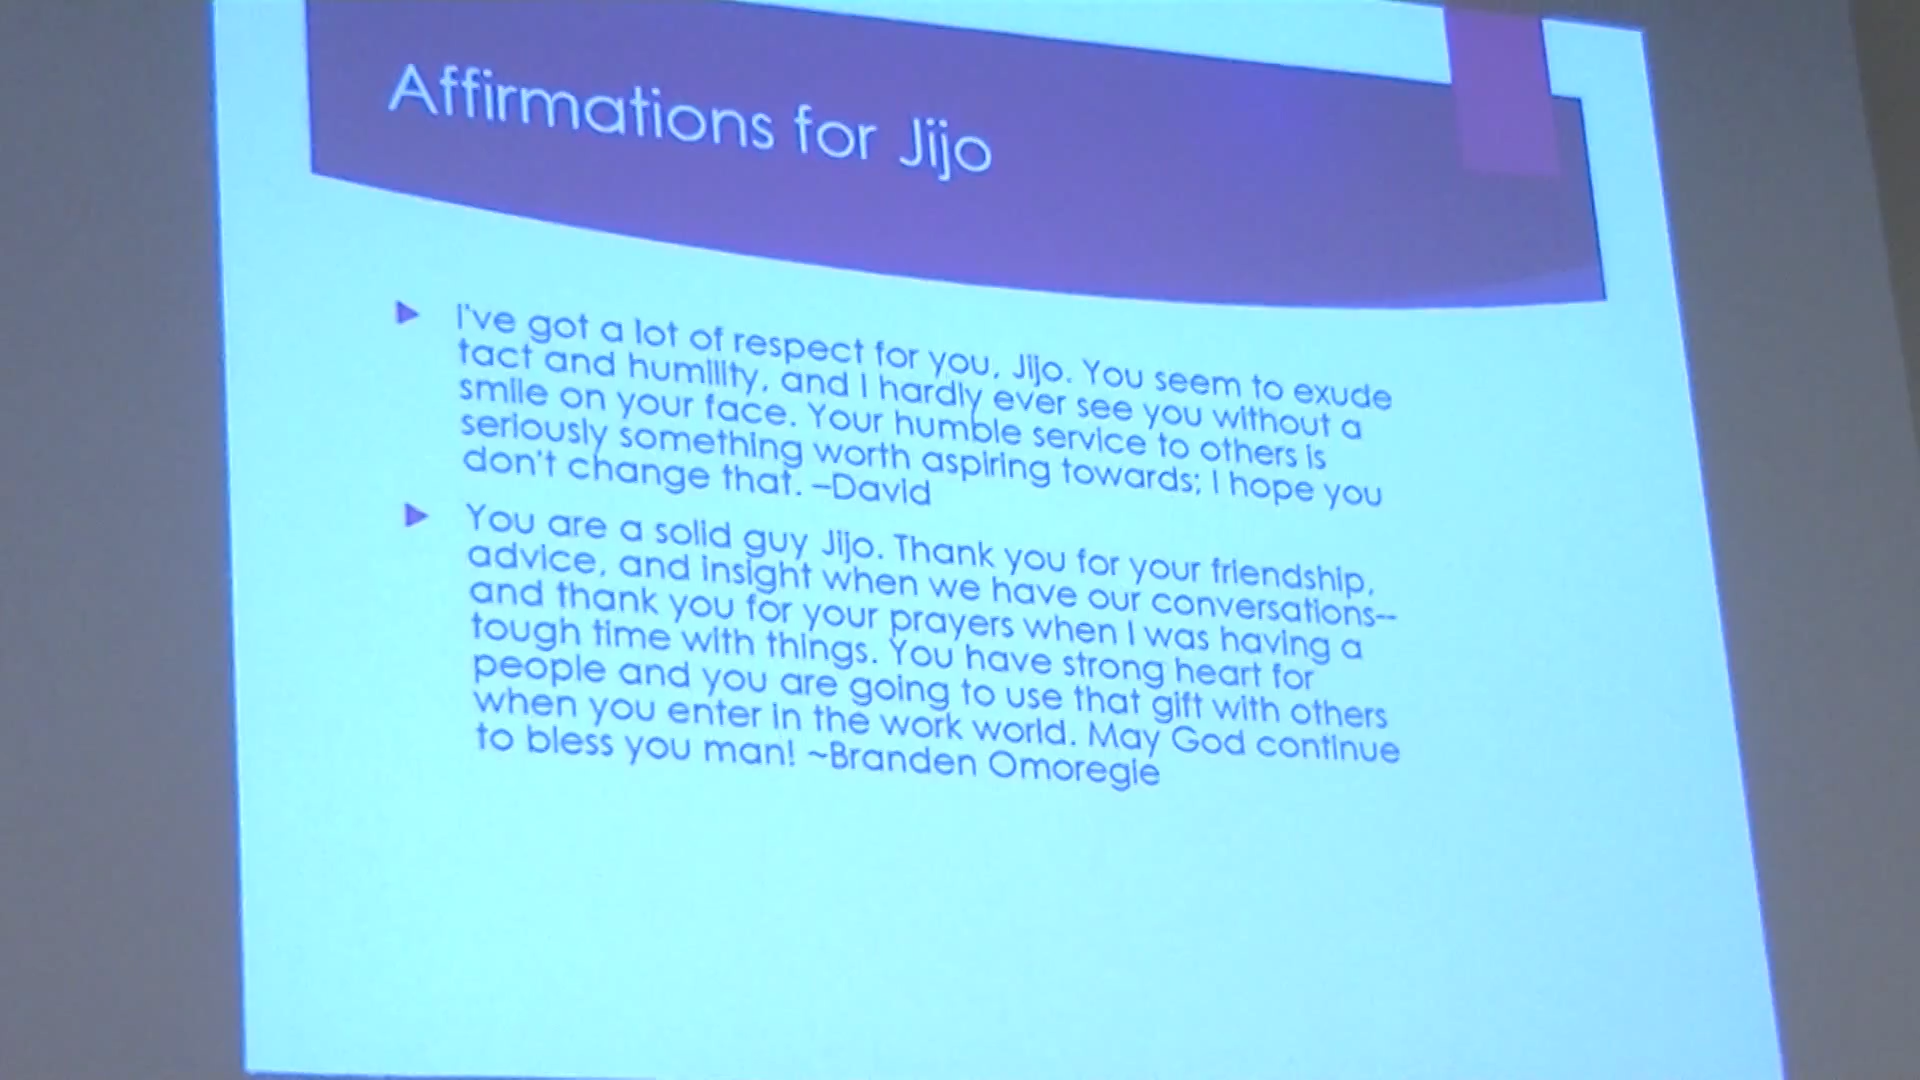 Affirmations for Jijo
I've got a lot of respect for you, Jijo. You seem to exude
tact and humility, and I hardly ever see you without a
smile on your face. Your humble service to others is
seriously something worth aspiring towards; I hope you
don't change that. –David
You are a solid guy Jijo. Thank you for your friendship,
advice, and insight when we have our conversations--
and thank you for your prayers when I was having a
tough time with things. You have strong heart for
people and you are going to use that gift with others
when you enter in the work world. May God continue
to bless you man! ~Branden Omoregie